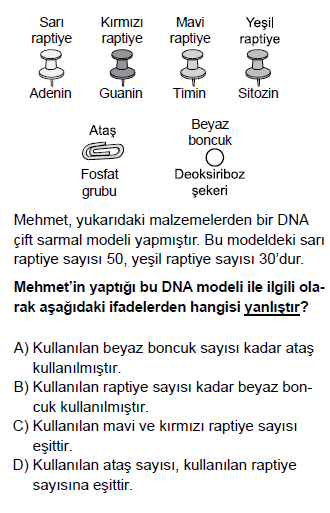 Sarı raptiye Kırmızı raptiye Mavi raptiye Yeşil raptiye
Adenin Guanin Timin Sitozin
Ataş Beyaz boncuk
Fosfat grubu Deoksiriboz şekeri
Mehmet, yukarıdaki malzemelerden bir DNA
çift sarmal modeli yapmıştır. Bu modeldeki sarı
raptiye sayısı 50, yeşil raptiye sayısı 30'dur.
Mehmet'in yaptığı bu DNA modeli ile ilgili ola-
rak aşağıdaki ifadelerden hangisi yanlıştır?
A) Kullanılan beyaz boncuk sayısı kadar ataş
kullanılmıştır.
B) Kullanılan raptiye sayısı kadar beyaz bon-
cuk kullanılmıştır.
C) Kullanılan mavi ve kırmızı raptiye sayısı
eşittir.
D) Kullanılan ataş sayısı, kullanılan raptiye
sayısına eşittir.